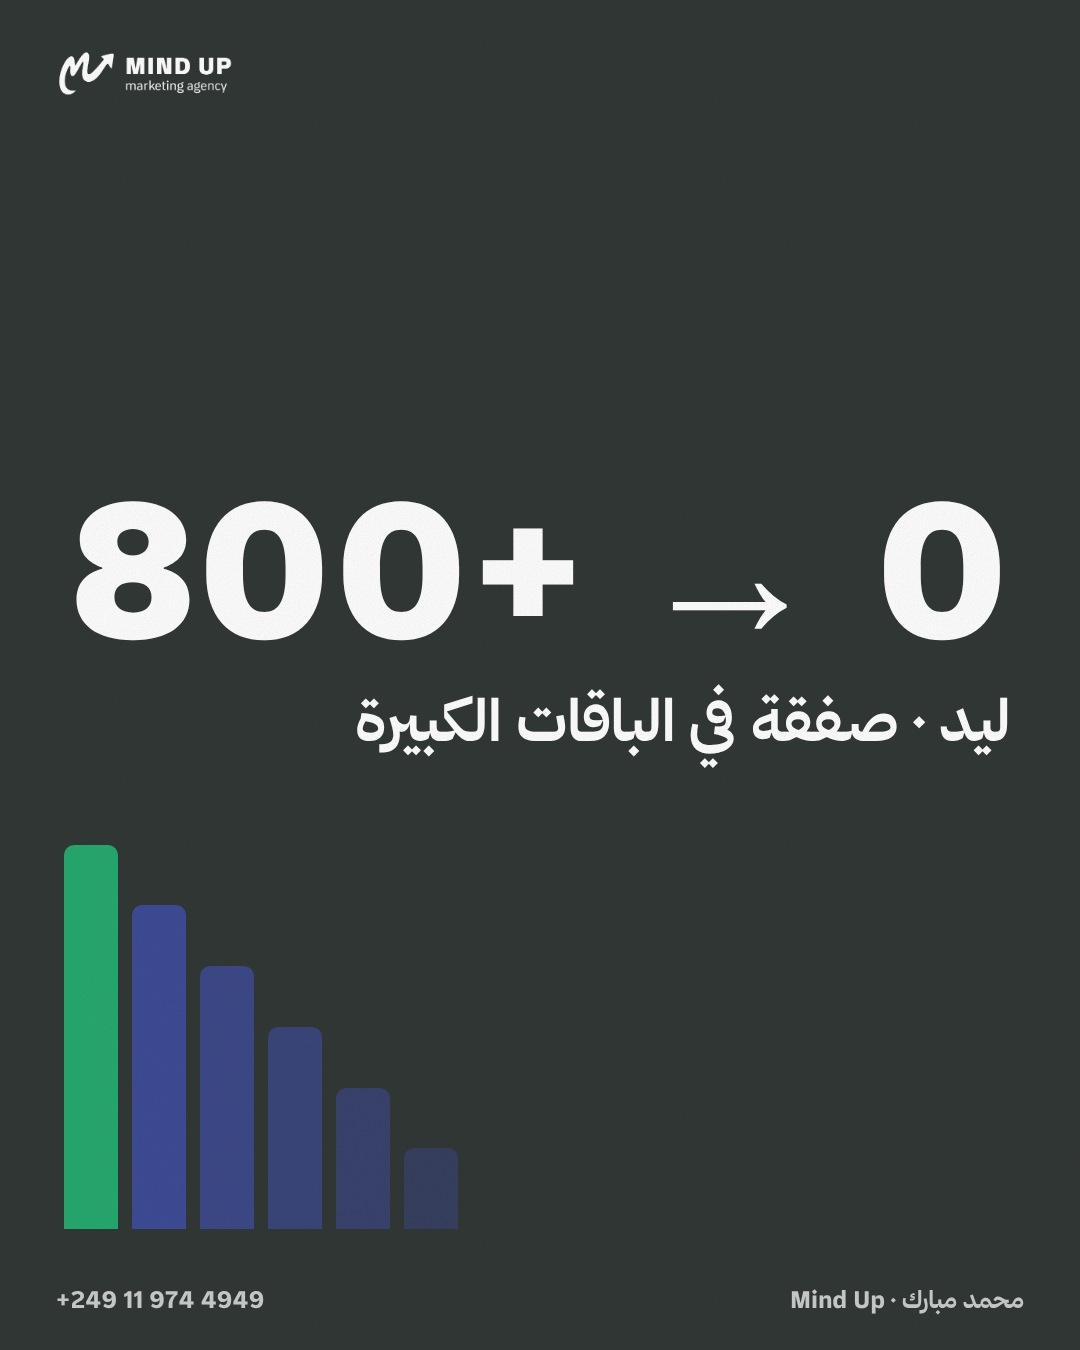 MIND UP
marketing agency
800+ → 0
ليد · صفقة في الباقات الكبيرة
+249 11 974 4949
محمد مبارك · Mind Up